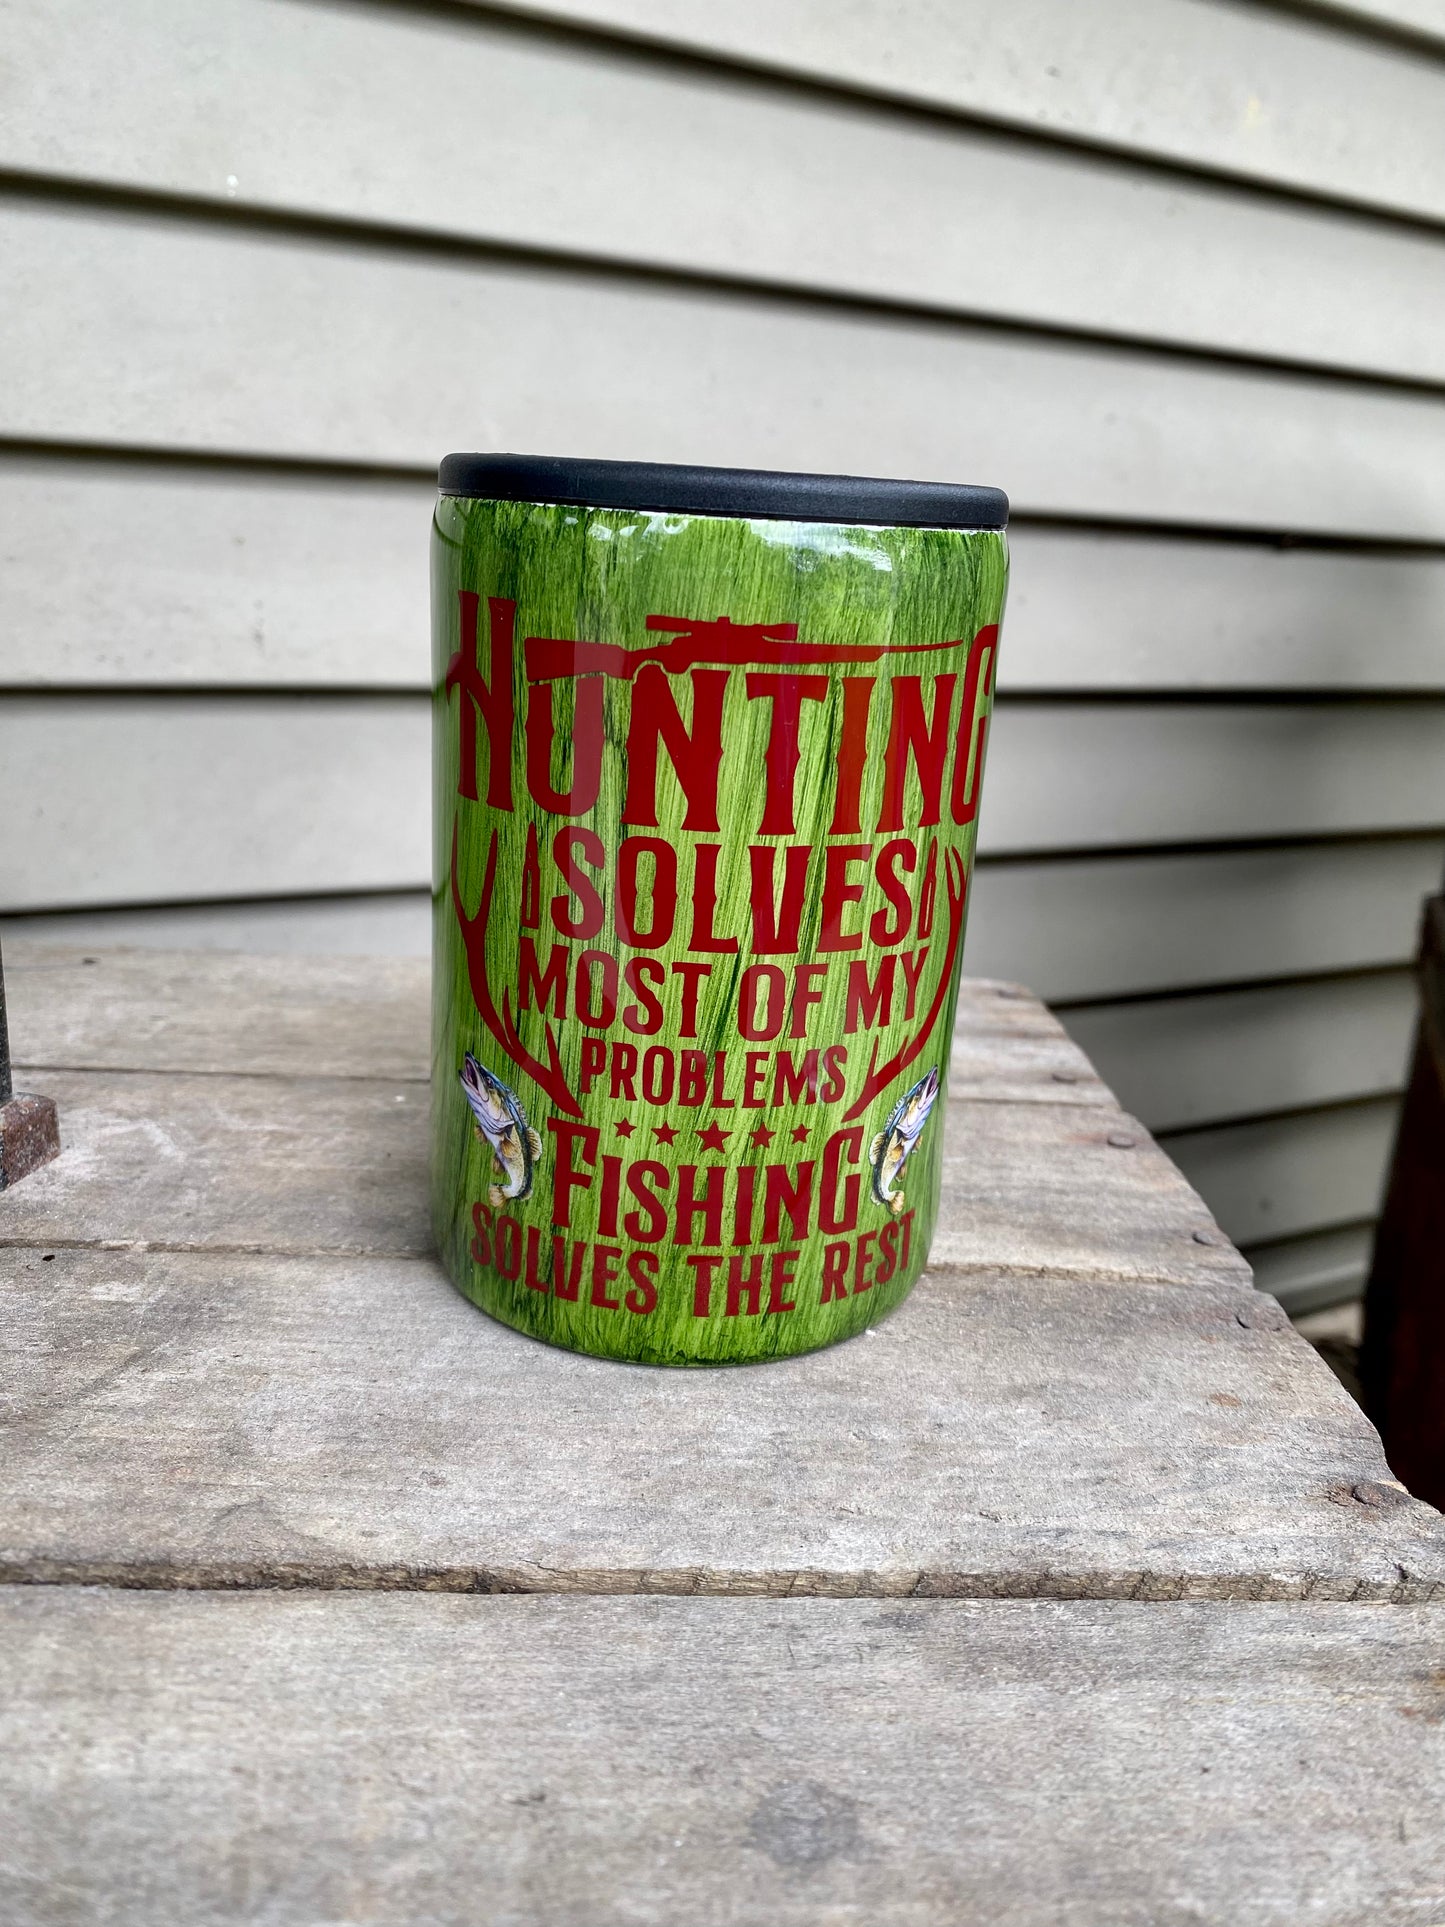 HUNTING
SOLVES
MOST OF MY
PROBLEMS
FISHING
SOLVES THE REST